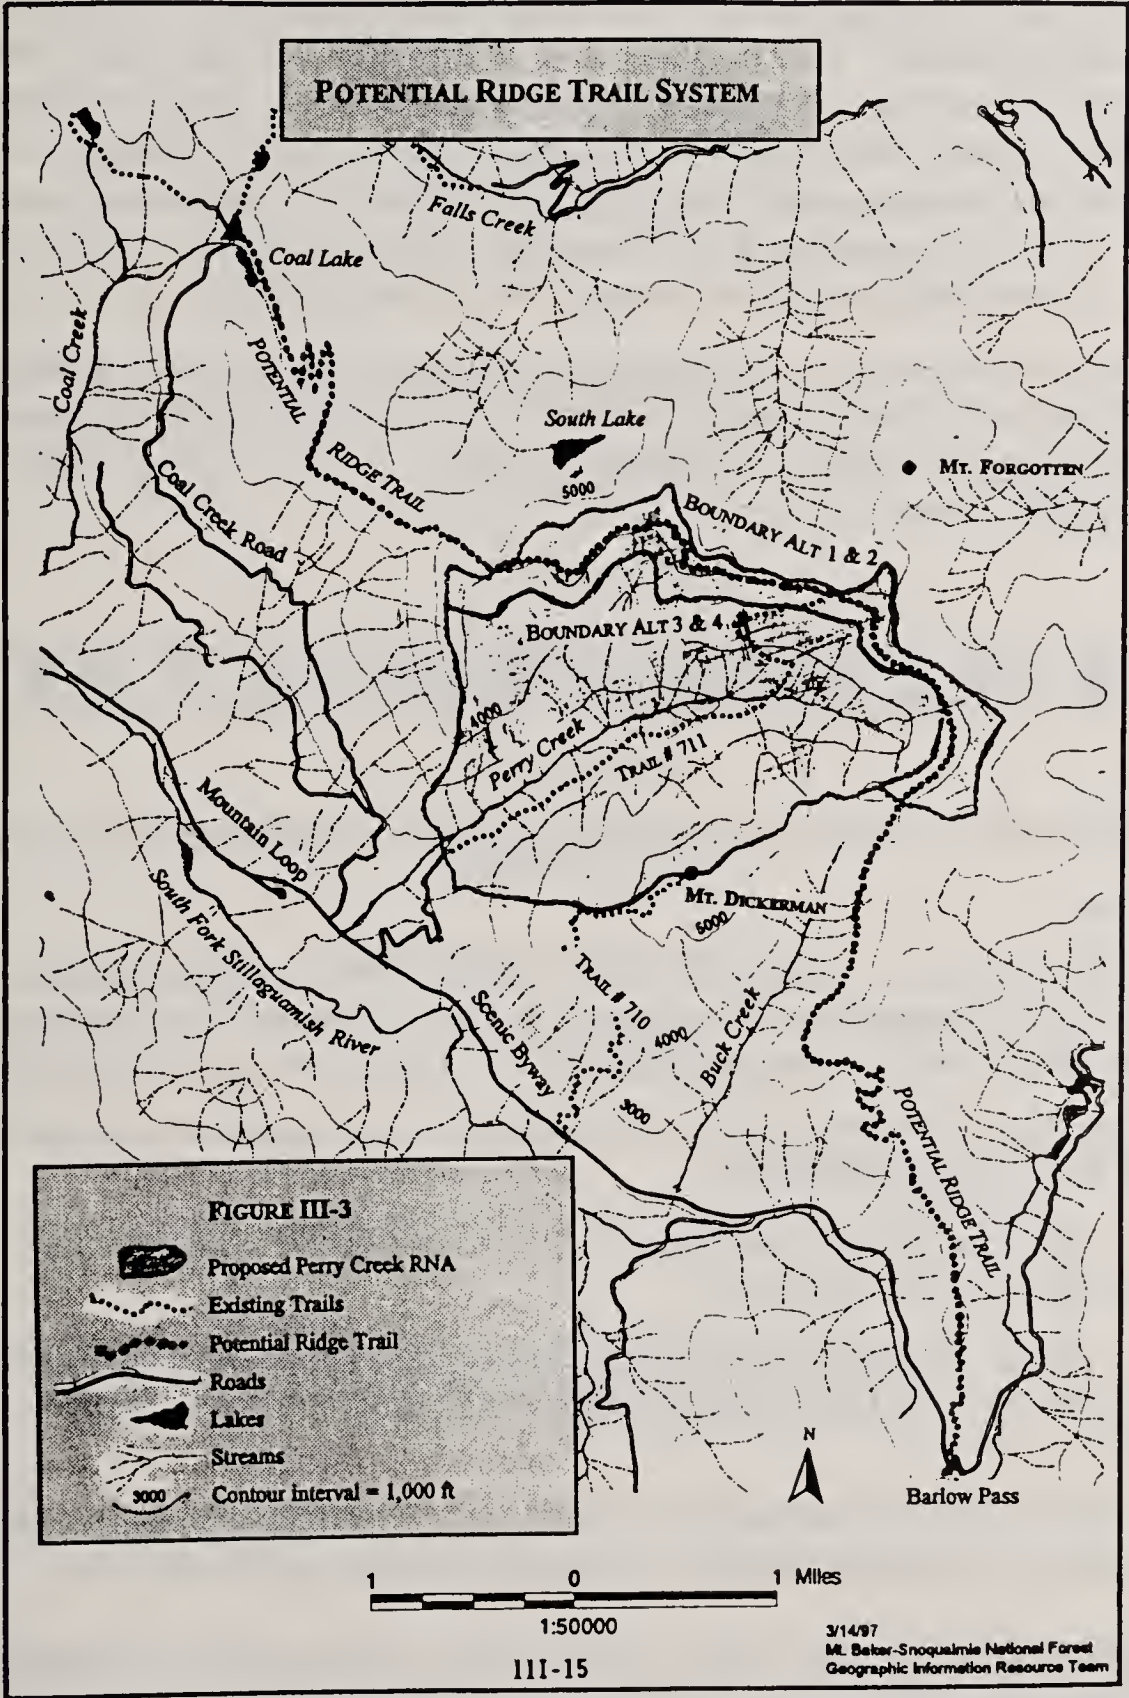 POTENTIAL RIDGE TRAIL SYSTEM
Falls Creek
Coal Lake
Coal Creek
POTENTIAL
RIDGE TRAIL
South Lake
5000
MT. FORGOTTEN
BOUNDARY ALT 1 & 2
Coal Creek Road
BOUNDARY ALT 3 & 4
4000
Perry Creek
TRAIL # 711
Mountain Loop
South Fork Stillaguamish River
MT. DICKERMAN
5000
TRAIL # 710
4000
Scenic Byway
Buck Creek
3000
POTENTIAL RIDGE TRAIL
FIGURE III-3
Proposed Perry Creek RNA
Existing Trails
Potential Ridge Trail
Roads
Lakes
Streams
3000 Contour interval = 1,000 ft
N
Barlow Pass
1 0 1 Miles
1:50000
3/14/97
Mt. Baker-Snoqualmie National Forest
Geographic Information Resource Team
III-15